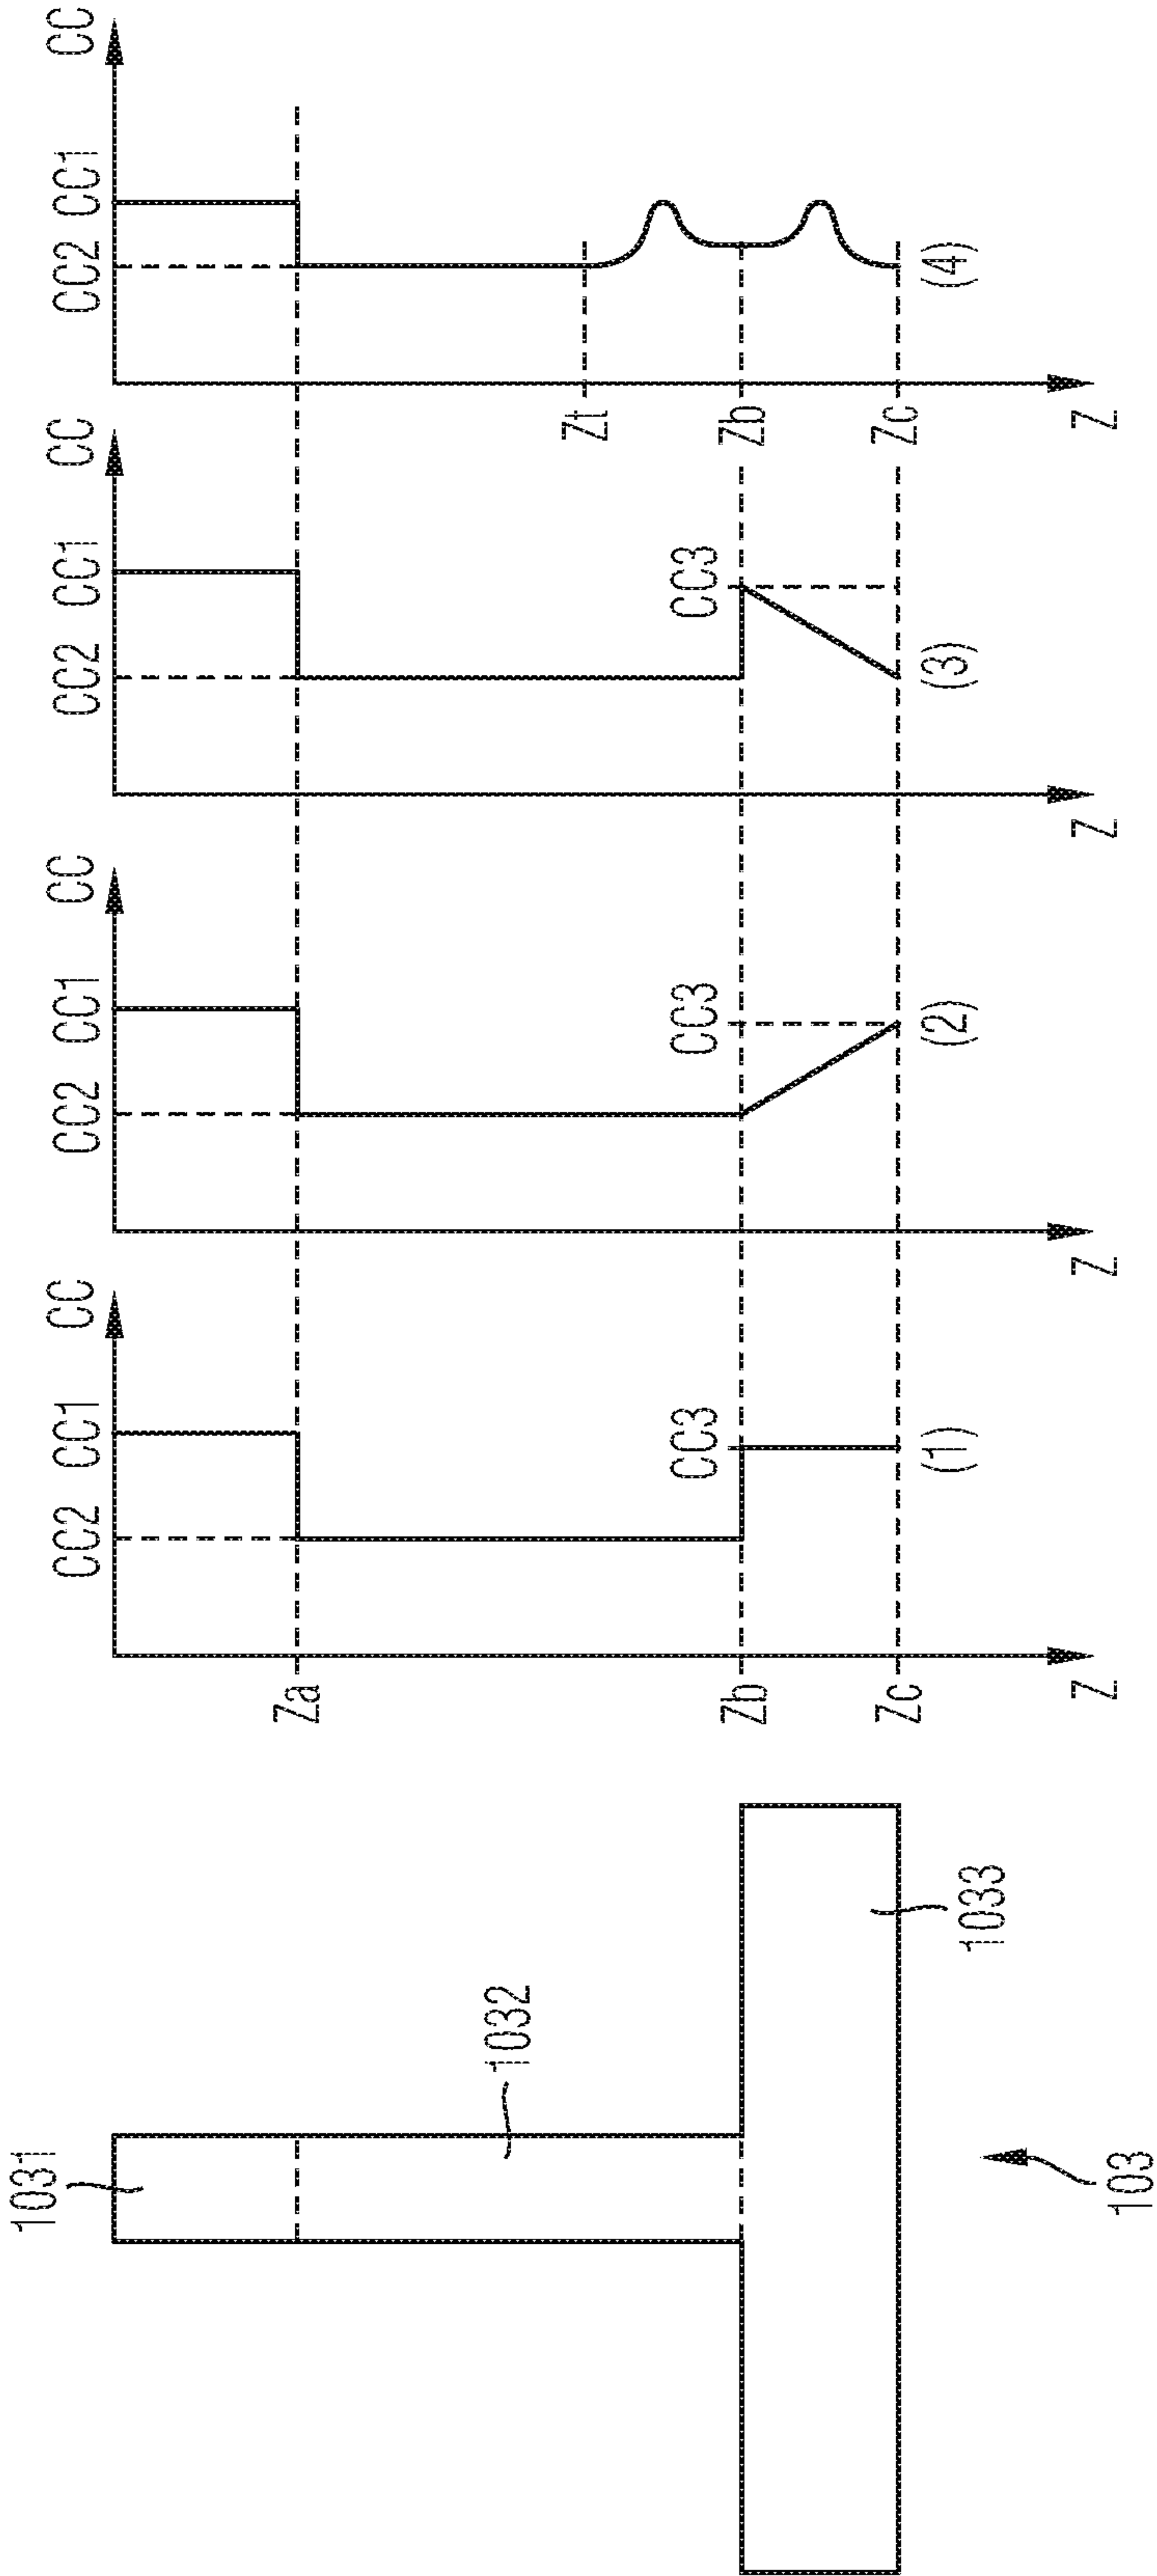 1031
1032
1033
103
CC2 CC1 CC
Za
CC3
Zb
Zc
(1)
Z
CC2 CC1 CC
CC3
(2)
Z
CC2 CC1 CC
CC3
(3)
Z
CC2 CC1 CC
Zt
Zb
Zc
(4)
Z